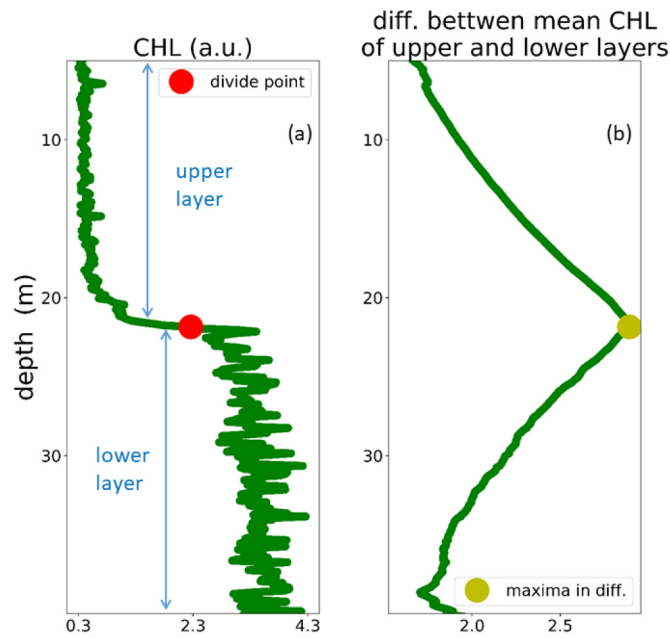 CHL (a.u.)
divide point
(a)
upper
layer
lower
layer
depth (m)
10
20
30
0.3 2.3 4.3
diff. bettwen mean CHL
of upper and lower layers
(b)
maxima in diff.
10
20
30
2.0 2.5